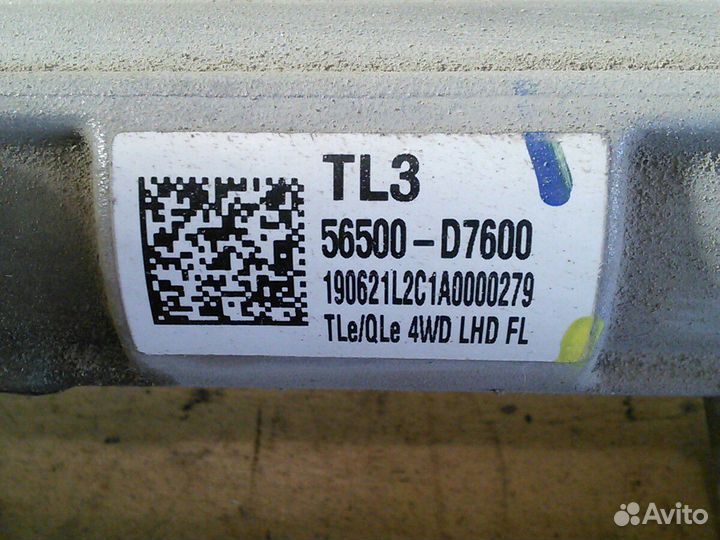 TL3
56500-D7600
190621L2C1A0000279
TLe/QLe 4WD LHD FL
Avito